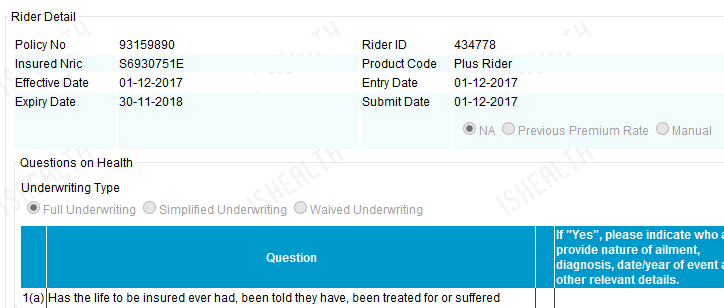 Rider Detail
Policy No 93159890 Rider ID 434778
Insured Nric S6930751E Product Code Plus Rider
Effective Date 01-12-2017 Entry Date 01-12-2017
Expiry Date 30-11-2018 Submit Date 01-12-2017
NA Previous Premium Rate Manual
Questions on Health
Underwriting Type
Full Underwriting Simplified Underwriting Waived Underwriting
Question
If "Yes", please indicate who a
provide nature of ailment,
diagnosis, date/year of event a
other relevant details.
1(a) Has the life to be insured ever had, been told they have, been treated for or suffered
ISHEALTH
ISHEALTH